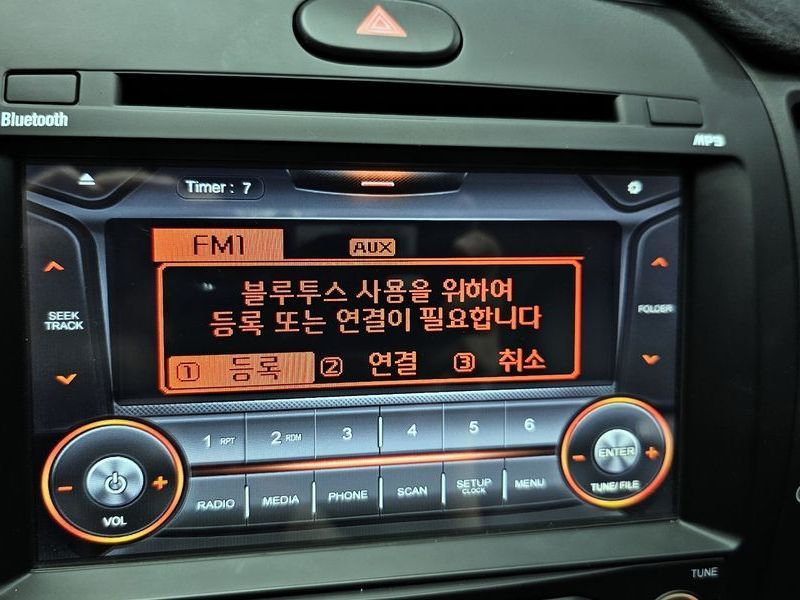 Bluetooth
MP3
Timer : 7
FM1
AUX
블루투스 사용을 위하여
등록 또는 연결이 필요합니다
① 등록 ② 연결 ③ 취소
SEEK
TRACK
FOLDER
1 RPT 2 RDM 3 4 5 6
RADIO MEDIA PHONE SCAN SETUP CLOCK MENU
- + VOL
- ENTER +
TUNE/FILE
TUNE